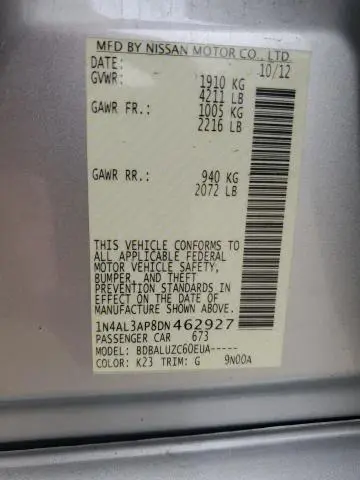 MFD BY NISSAN MOTOR CO., LTD
DATE: 10/12
GVWR: 1910 KG
4211 LB
GAWR FR.: 1005 KG
2216 LB
GAWR RR.: 940 KG
2072 LB
THIS VEHICLE CONFORMS TO
ALL APPLICABLE FEDERAL
MOTOR VEHICLE SAFETY,
BUMPER, AND THEFT
PREVENTION STANDARDS IN
EFFECT ON THE DATE OF
MANUFACTURE SHOWN ABOVE.
1N4AL3AP8DN462927
PASSENGER CAR 673
MODEL: BDBALUZC60EUA-----
COLOR: K23 TRIM: G 9N00A